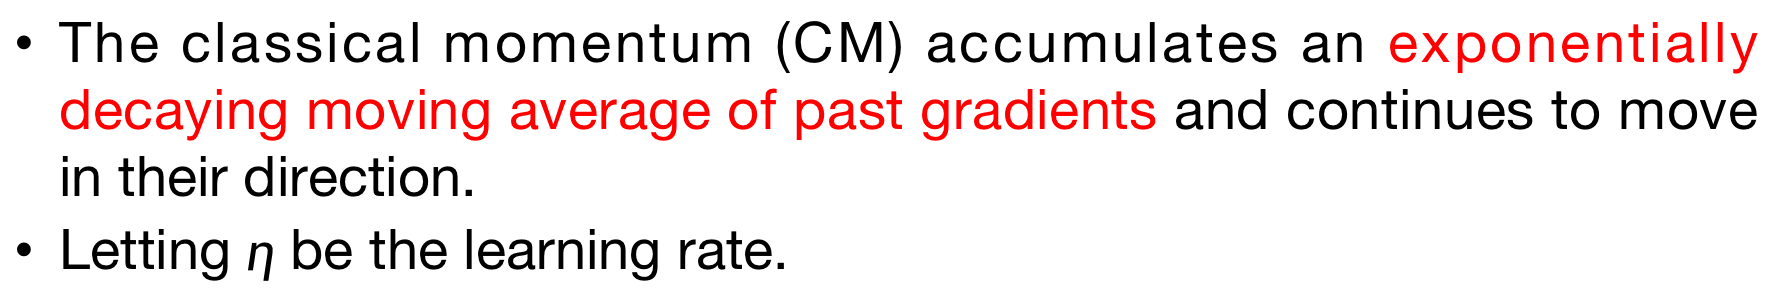 • The classical momentum (CM) accumulates an exponentially
decaying moving average of past gradients and continues to move
in their direction.
• Letting η be the learning rate.